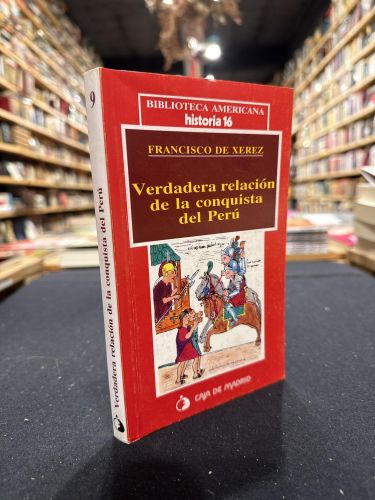 BIBLIOTECA AMERICANA
historia 16
FRANCISCO DE XEREZ
Verdadera relación
de la conquista
del Perú
CAJA DE MADRID
9
Verdadera relación de la conquista del Perú